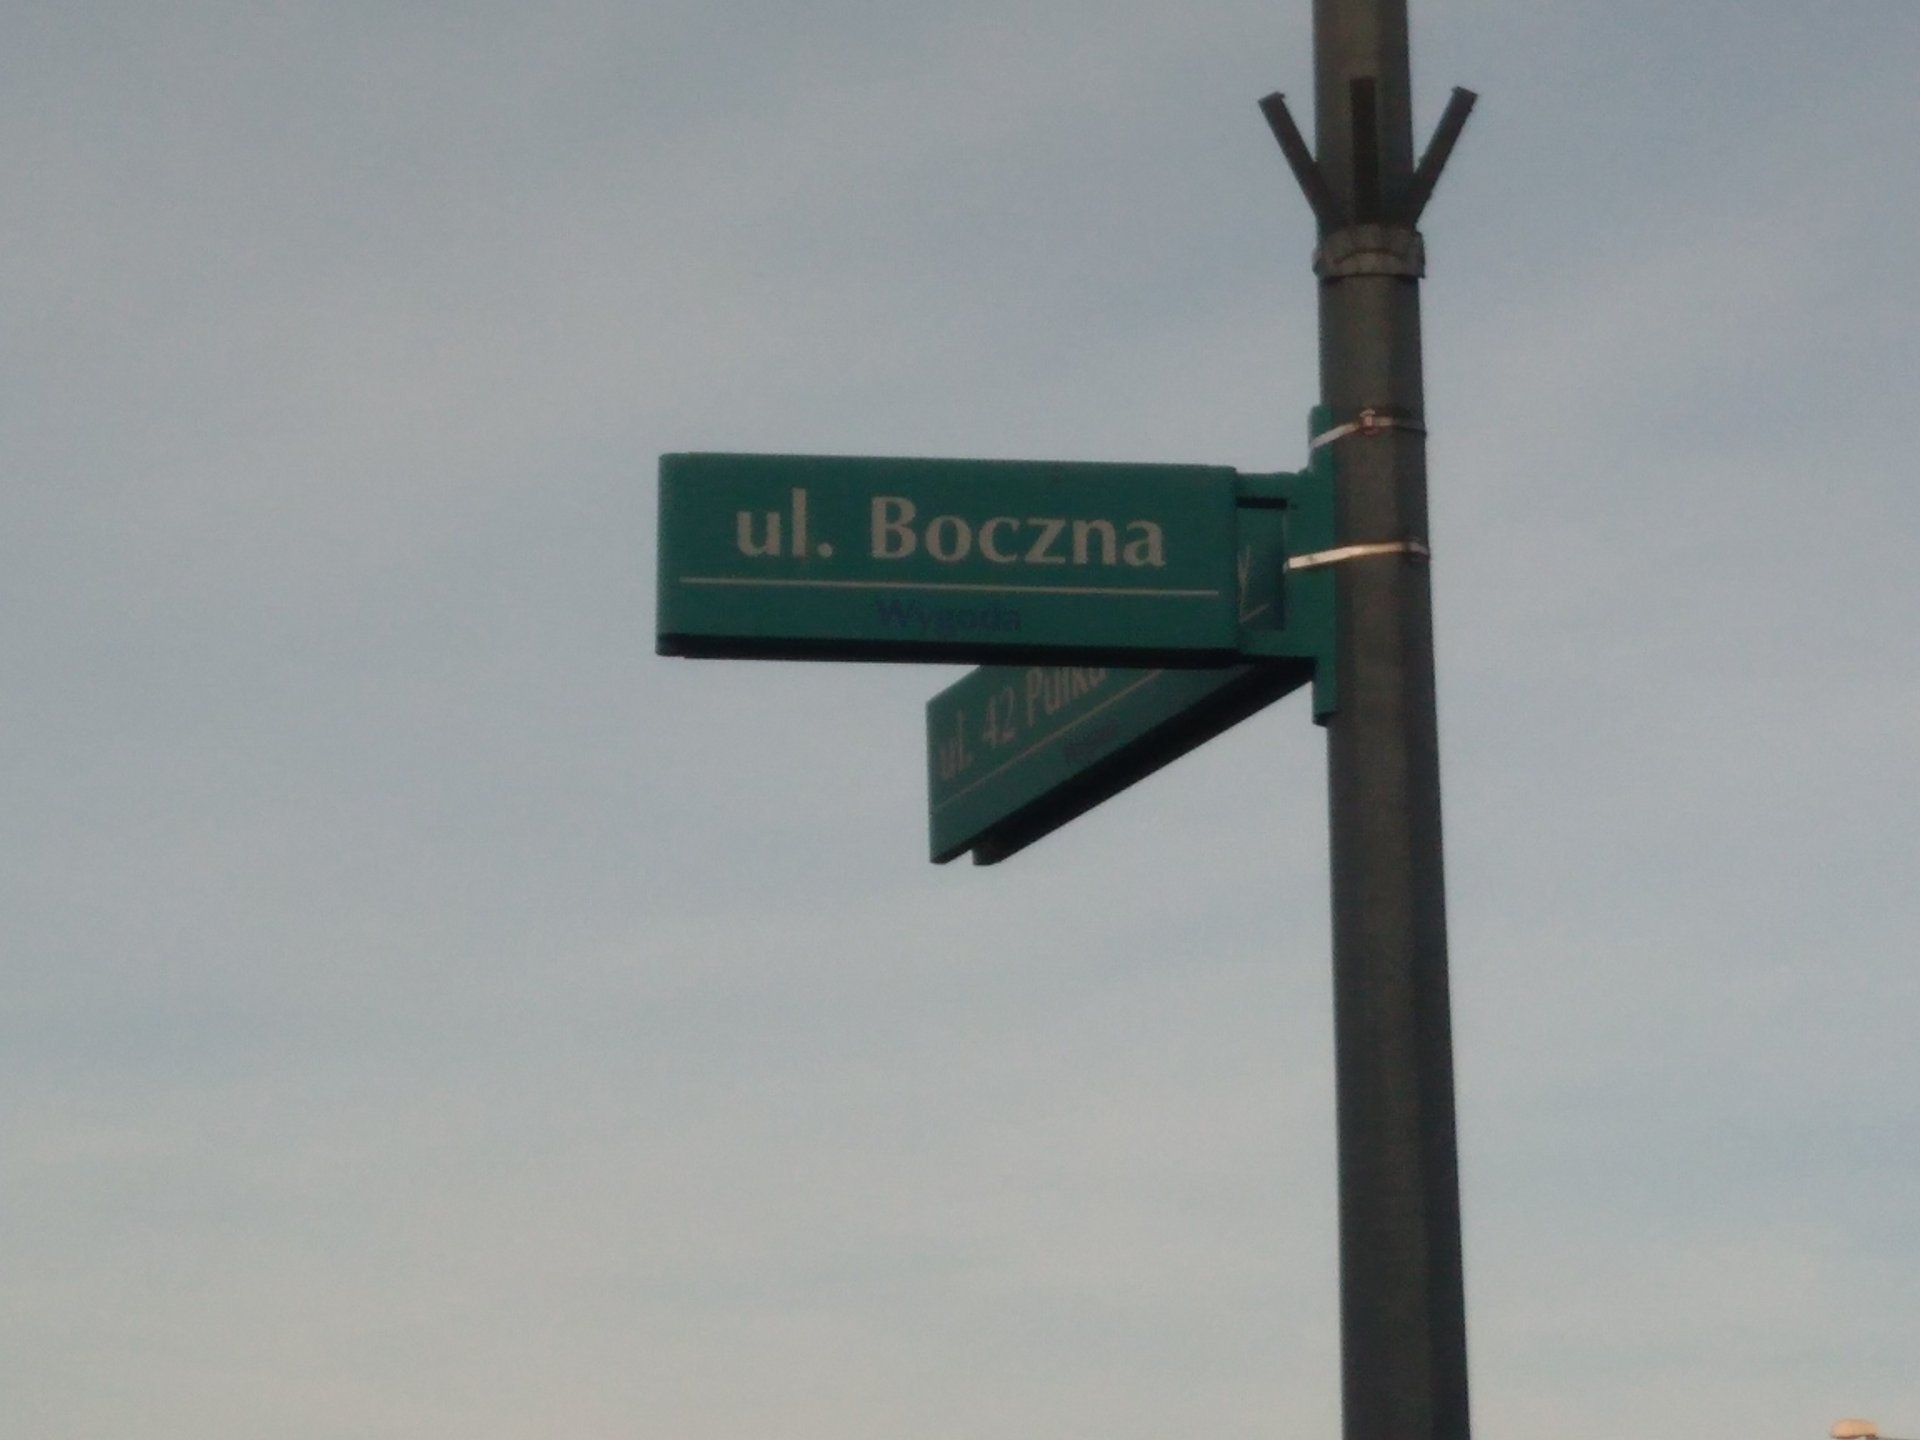 ul. Boczna
Wygoda
ul. 42 Pułku